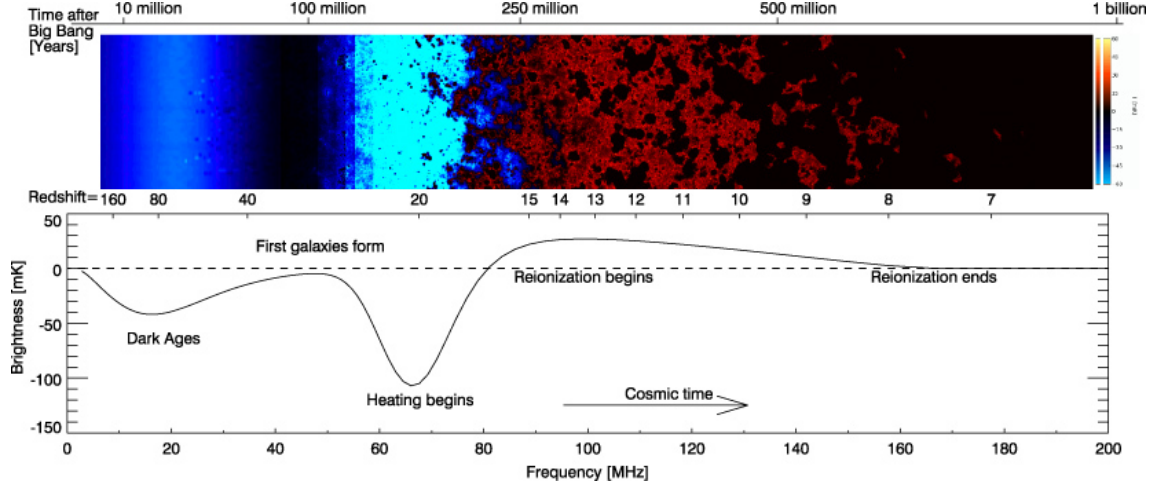 Time after
Big Bang
[Years]
10 million 100 million 250 million 500 million 1 billion
Redshift= 160 80 40 20 15 14 13 12 11 10 9 8 7
50
0
-50
-100
-150
Brightness [mK]
First galaxies form
Reionization begins
Reionization ends
Dark Ages
Heating begins
Cosmic time
0 20 40 60 80 100 120 140 160 180 200
Frequency [MHz]